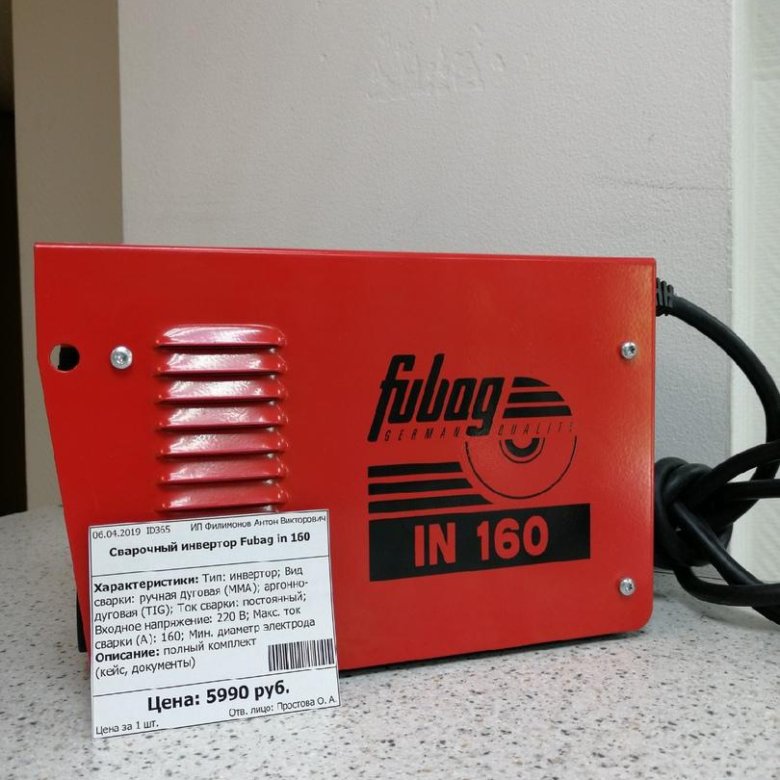 fubag
GERMAN QUALITY
IN 160
06.04.2019 ID365 ИП Филимонов Антон Викторович
Сварочный инвертор Fubag in 160
Характеристики: Тип: инвертор; Вид
сварки: ручная дуговая (MMA); аргонно-
дуговая (TIG); Ток сварки: постоянный;
Входное напряжение: 220 В; Макс. ток
сварки (А): 160; Мин. диаметр электрода
Описание: полный комплект
(кейс, документы)
Цена: 5990 руб.
Цена за 1 шт.
Отв. лицо: Простова О. А.